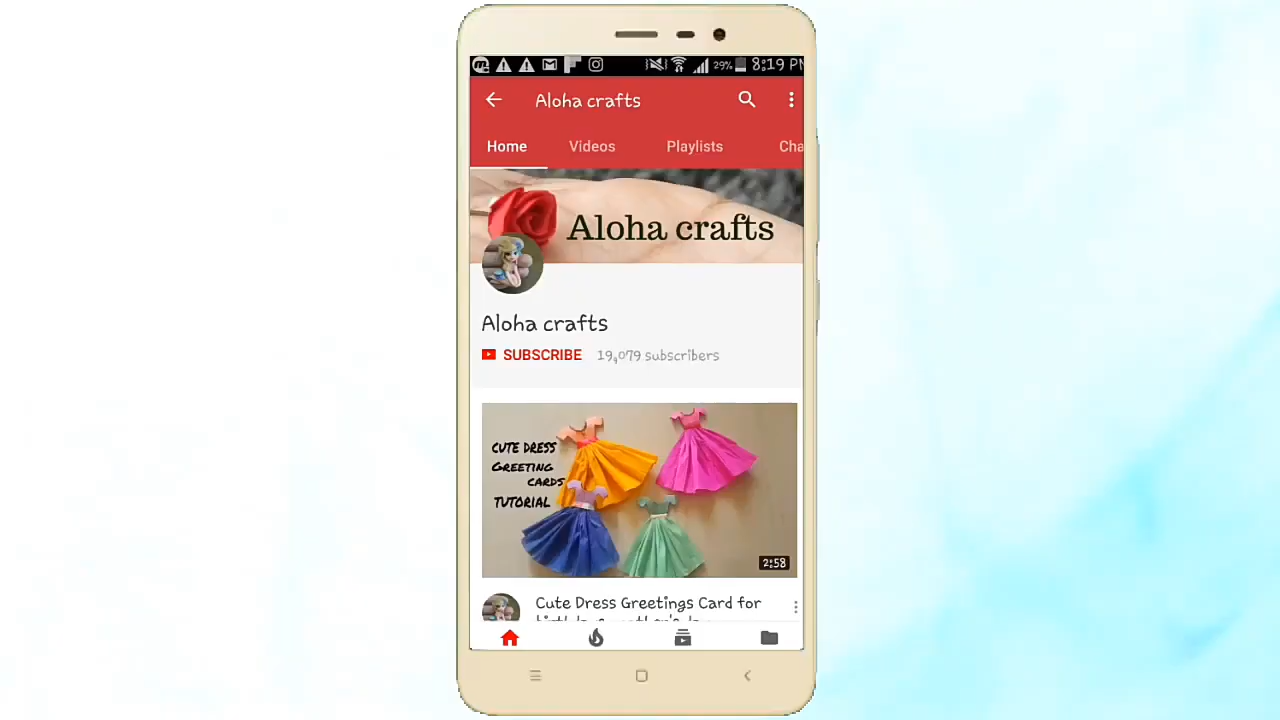 29% 8:19 PM
Aloha crafts
Home Videos Playlists Cha
Aloha crafts
Aloha crafts
SUBSCRIBE 19,079 subscribers
CUTE DRESS
GREETING
CARDS
TUTORIAL
2:58
Cute Dress Greetings Card for